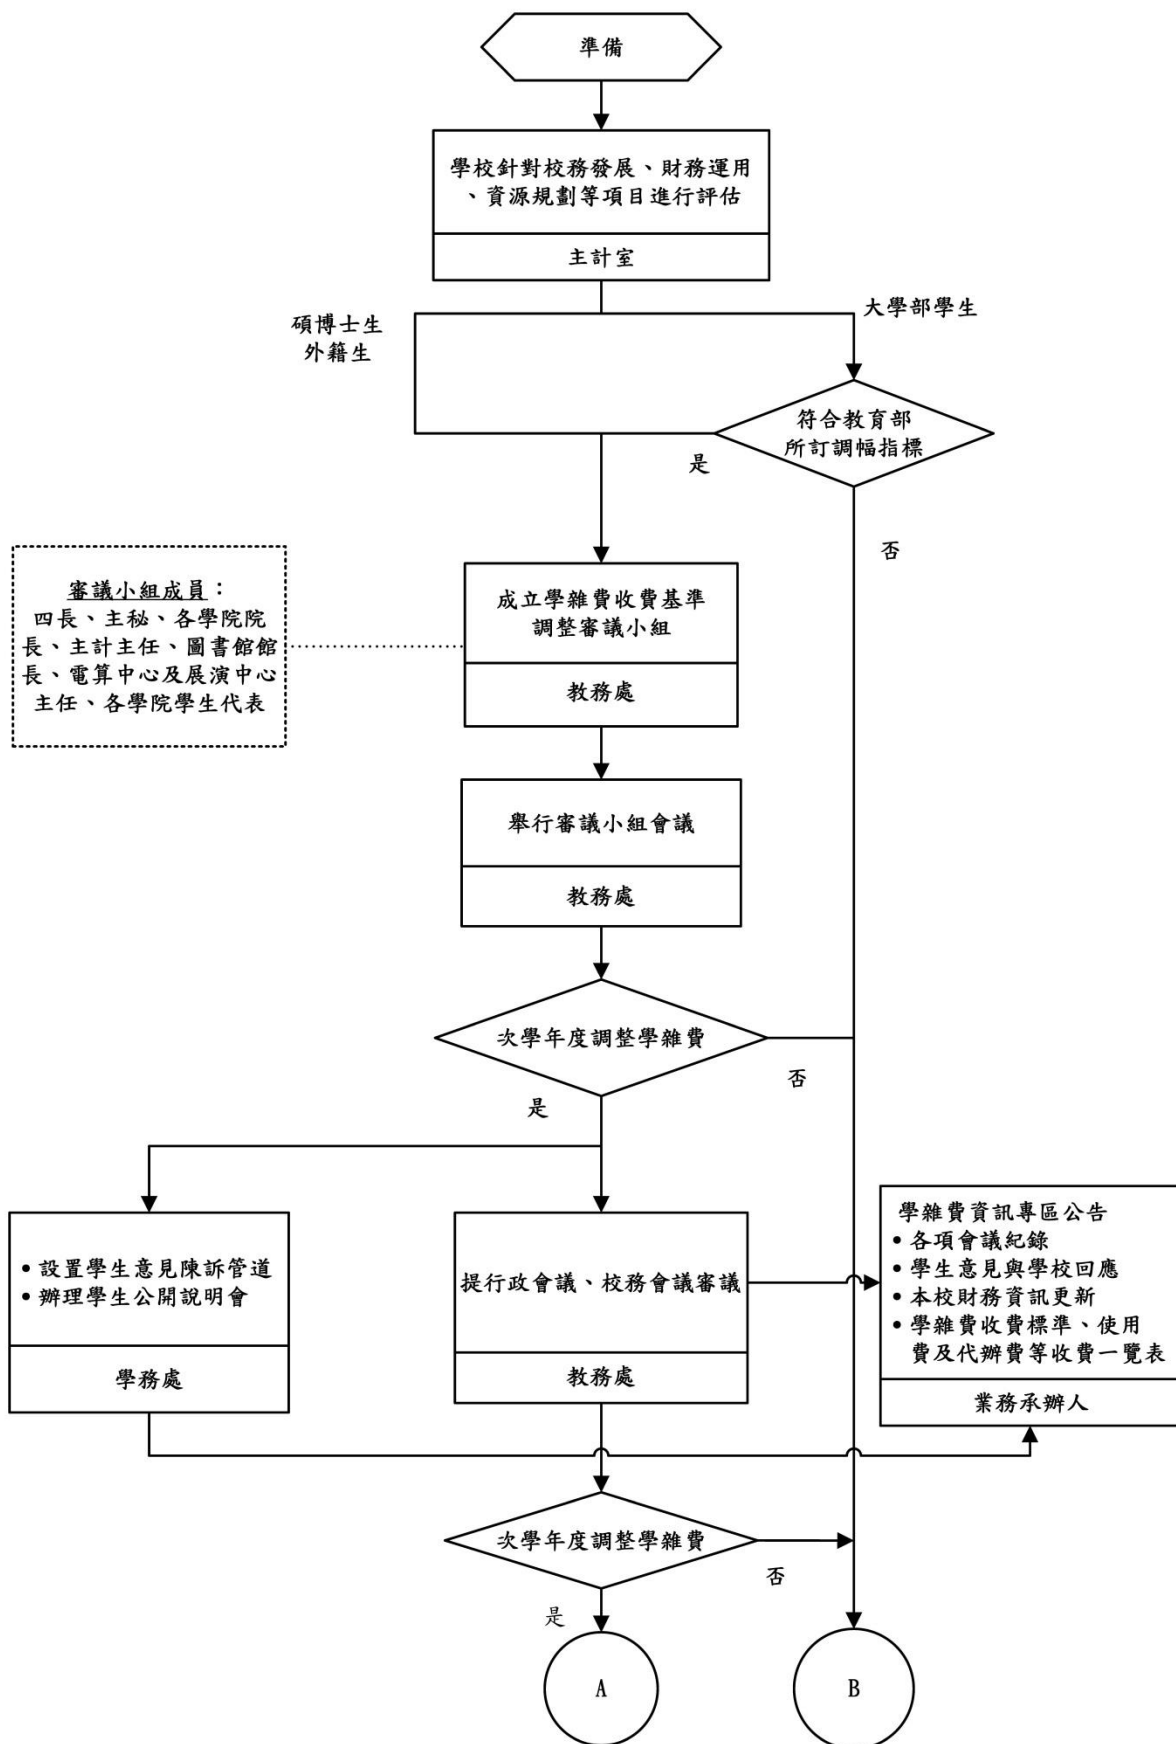 準備
學校針對校務發展、財務運用
、資源規劃等項目進行評估
主計室
碩博士生
外籍生
大學部學生
符合教育部
所訂調幅指標
是
否
審議小組成員：
四長、主秘、各學院院
長、主計主任、圖書館館
長、電算中心及展演中心
主任、各學院學生代表
成立學雜費收費基準
調整審議小組
教務處
舉行審議小組會議
教務處
次學年度調整學雜費
否
是
• 設置學生意見陳訴管道
• 辦理學生公開說明會
學務處
提行政會議、校務會議審議
教務處
學雜費資訊專區公告
• 各項會議紀錄
• 學生意見與學校回應
• 本校財務資訊更新
• 學雜費收費標準、使用
費及代辦費等收費一覽表
業務承辦人
次學年度調整學雜費
否
是
A
B